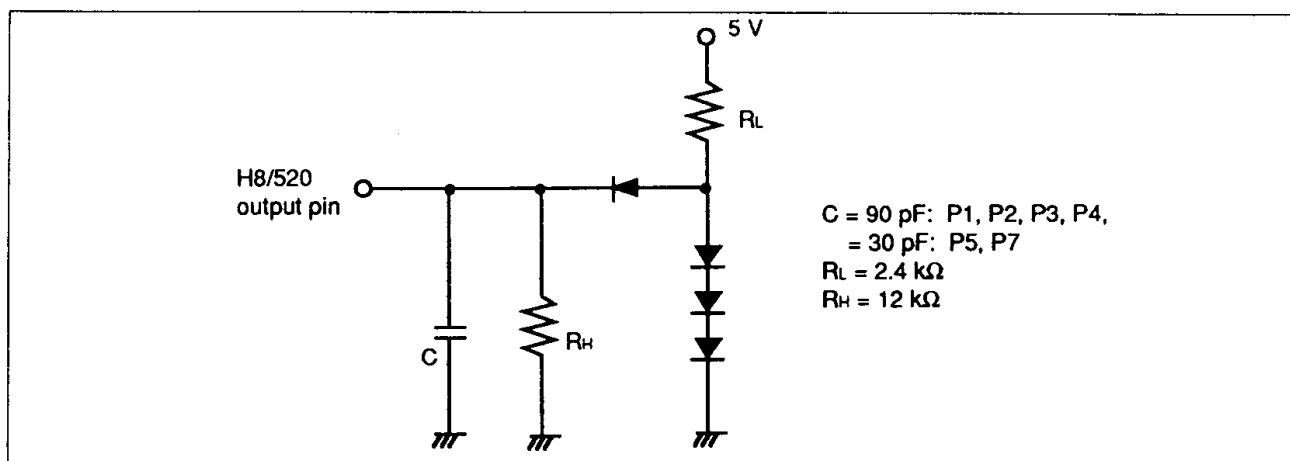 5 V
RL
H8/520
output pin
C = 90 pF: P1, P2, P3, P4,
= 30 pF: P5, P7
RL = 2.4 kΩ
RH = 12 kΩ
C
RH